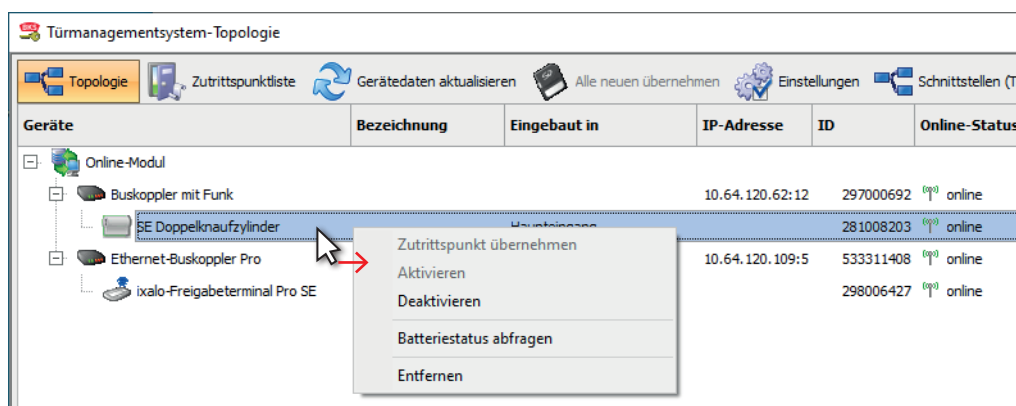 BKS Türmanagementsystem-Topologie
Topologie Zutrittspunktliste Gerätedaten aktualisieren Alle neuen übernehmen Einstellungen Schnittstellen (T
Geräte Bezeichnung Eingebaut in IP-Adresse ID Online-Status
Online-Modul
Buskoppler mit Funk 10.64.120.62:12 297000692 online
SE Doppelknaufzylinder Haupteingang 281008203 online
Zutrittspunkt übernehmen
Ethernet-Buskoppler Pro 10.64.120.109:5 533311408 online
Aktivieren
ixalo-Freigabeterminal Pro SE 298006427 online
Deaktivieren
Batteriestatus abfragen
Entfernen